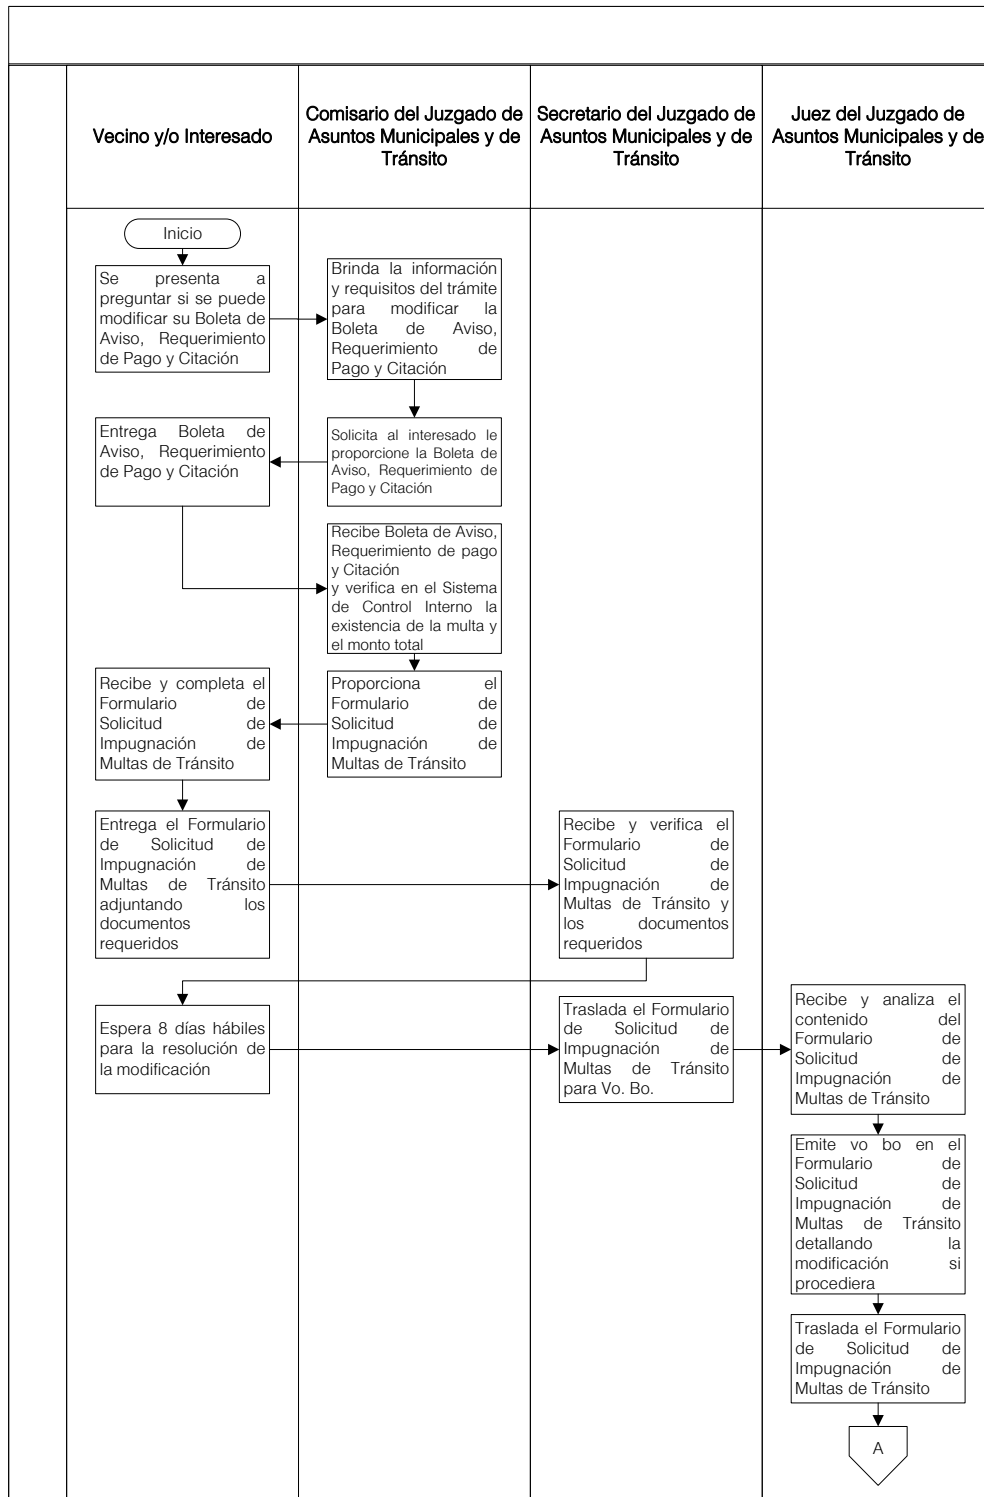 Vecino y/o Interesado
Comisario del Juzgado de
Asuntos Municipales y de
Tránsito
Secretario del Juzgado de
Asuntos Municipales y de
Tránsito
Juez del Juzgado de
Asuntos Municipales y de
Tránsito
Inicio
Se presenta a
preguntar si se puede
modificar su Boleta de
Aviso, Requerimiento
de Pago y Citación
Brinda la información
y requisitos del trámite
para modificar la
Boleta de Aviso,
Requerimiento de
Pago y Citación
Solicita al interesado le
proporcione la Boleta de
Aviso, Requerimiento de
Pago y Citación
Entrega Boleta de
Aviso, Requerimiento
de Pago y Citación
Recibe Boleta de Aviso,
Requerimiento de pago
y Citación
y verifica en el Sistema
de Control Interno la
existencia de la multa y
el monto total
Proporciona el
Formulario de
Solicitud de
Impugnación de
Multas de Tránsito
Recibe y completa el
Formulario de
Solicitud de
Impugnación de
Multas de Tránsito
Entrega el Formulario
de Solicitud de
Impugnación de
Multas de Tránsito
adjuntando los
documentos
requeridos
Recibe y verifica el
Formulario de
Solicitud de
Impugnación de
Multas de Tránsito y
los documentos
requeridos
Espera 8 días hábiles
para la resolución de
la modificación
Traslada el Formulario
de Solicitud de
Impugnación de
Multas de Tránsito
para Vo. Bo.
Recibe y analiza el
contenido del
Formulario de
Solicitud de
Impugnación de
Multas de Tránsito
Emite vo bo en el
Formulario de
Solicitud de
Impugnación de
Multas de Tránsito
detallando la
modificación si
procediera
Traslada el Formulario
de Solicitud de
Impugnación de
Multas de Tránsito
A